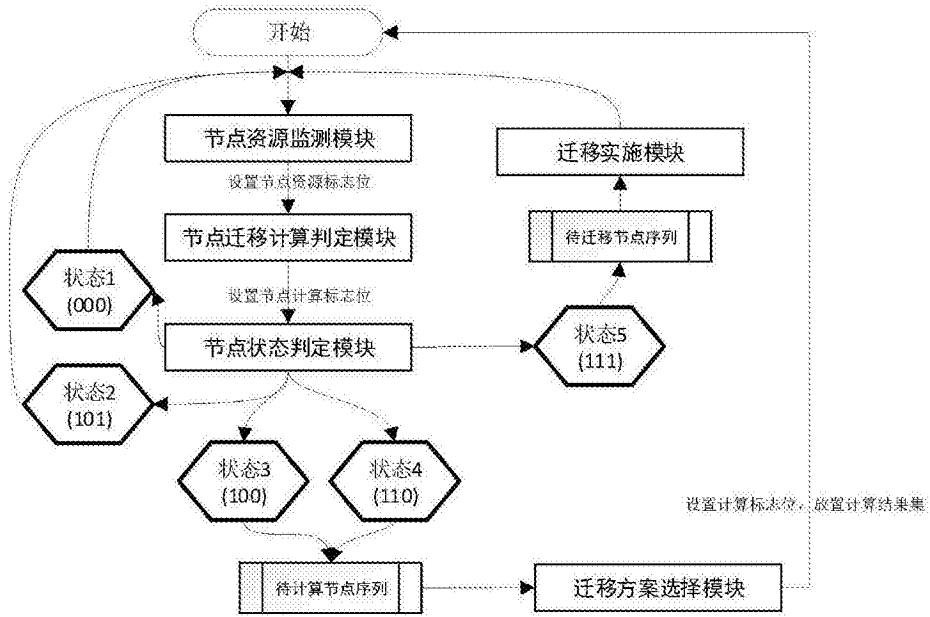 开始
节点资源监测模块
迁移实施模块
设置节点资源标志位
节点迁移计算判定模块
待迁移节点序列
状态1
(000)
设置节点计算标志位
节点状态判定模块
状态5
(111)
状态2
(101)
状态3
(100)
状态4
(110)
设置计算标志位，放置计算结果集
待计算节点序列
迁移方案选择模块